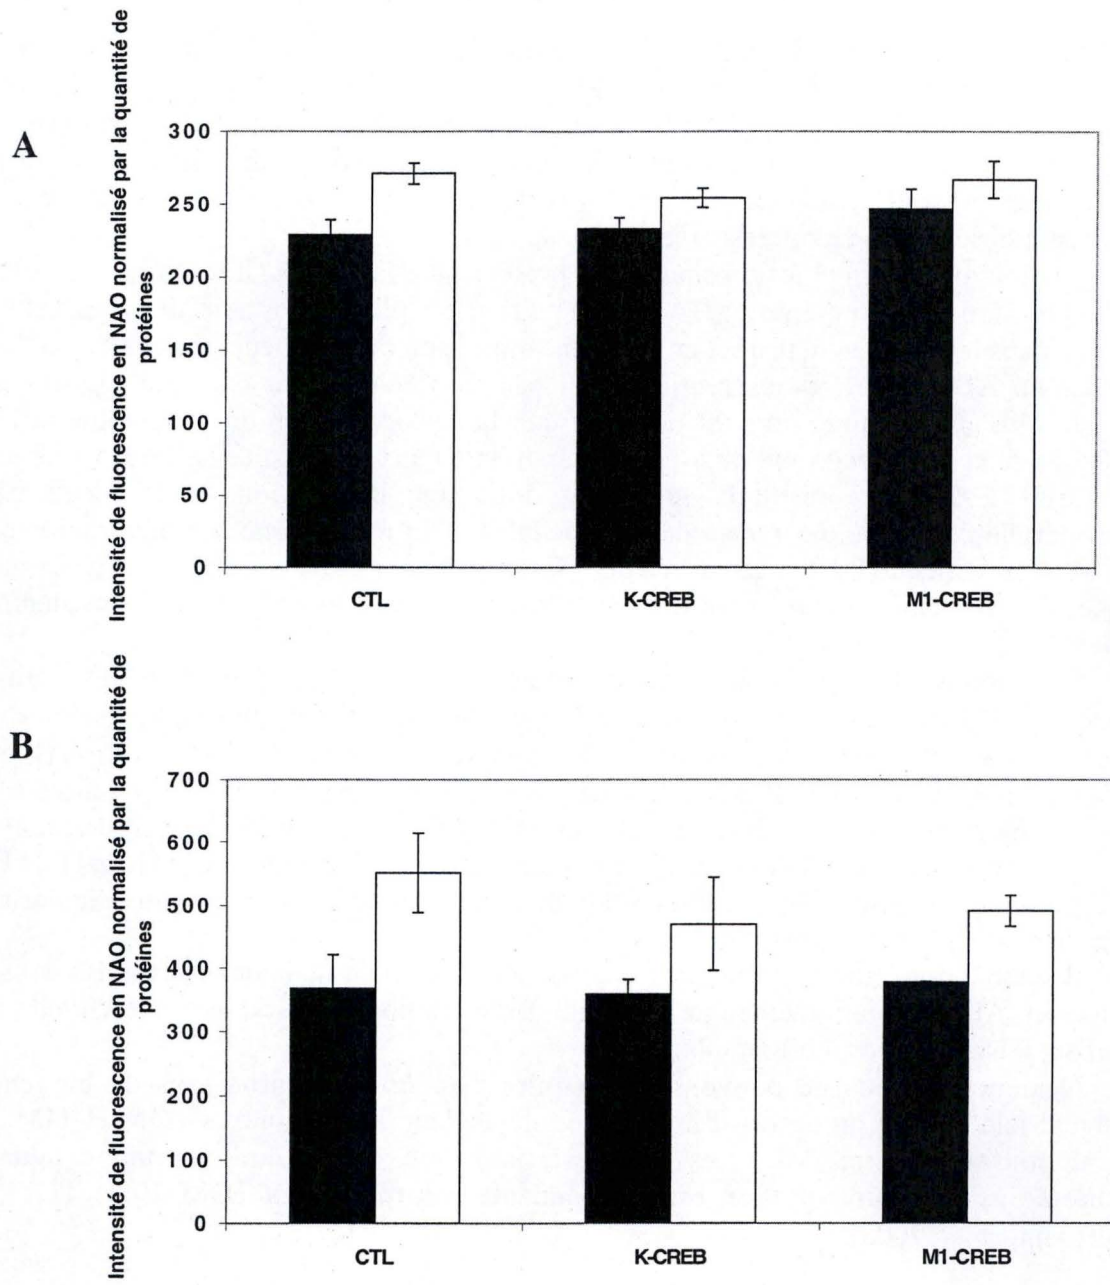 A
Intensité de fluorescence en NAO normalisé par la quantité de
protéines
300
250
200
150
100
50
0
CTL
K-CREB
M1-CREB
B
Intensité de fluorescence en NAO normalisé par la quantité de
protéines
700
600
500
400
300
200
100
0
CTL
K-CREB
M1-CREB